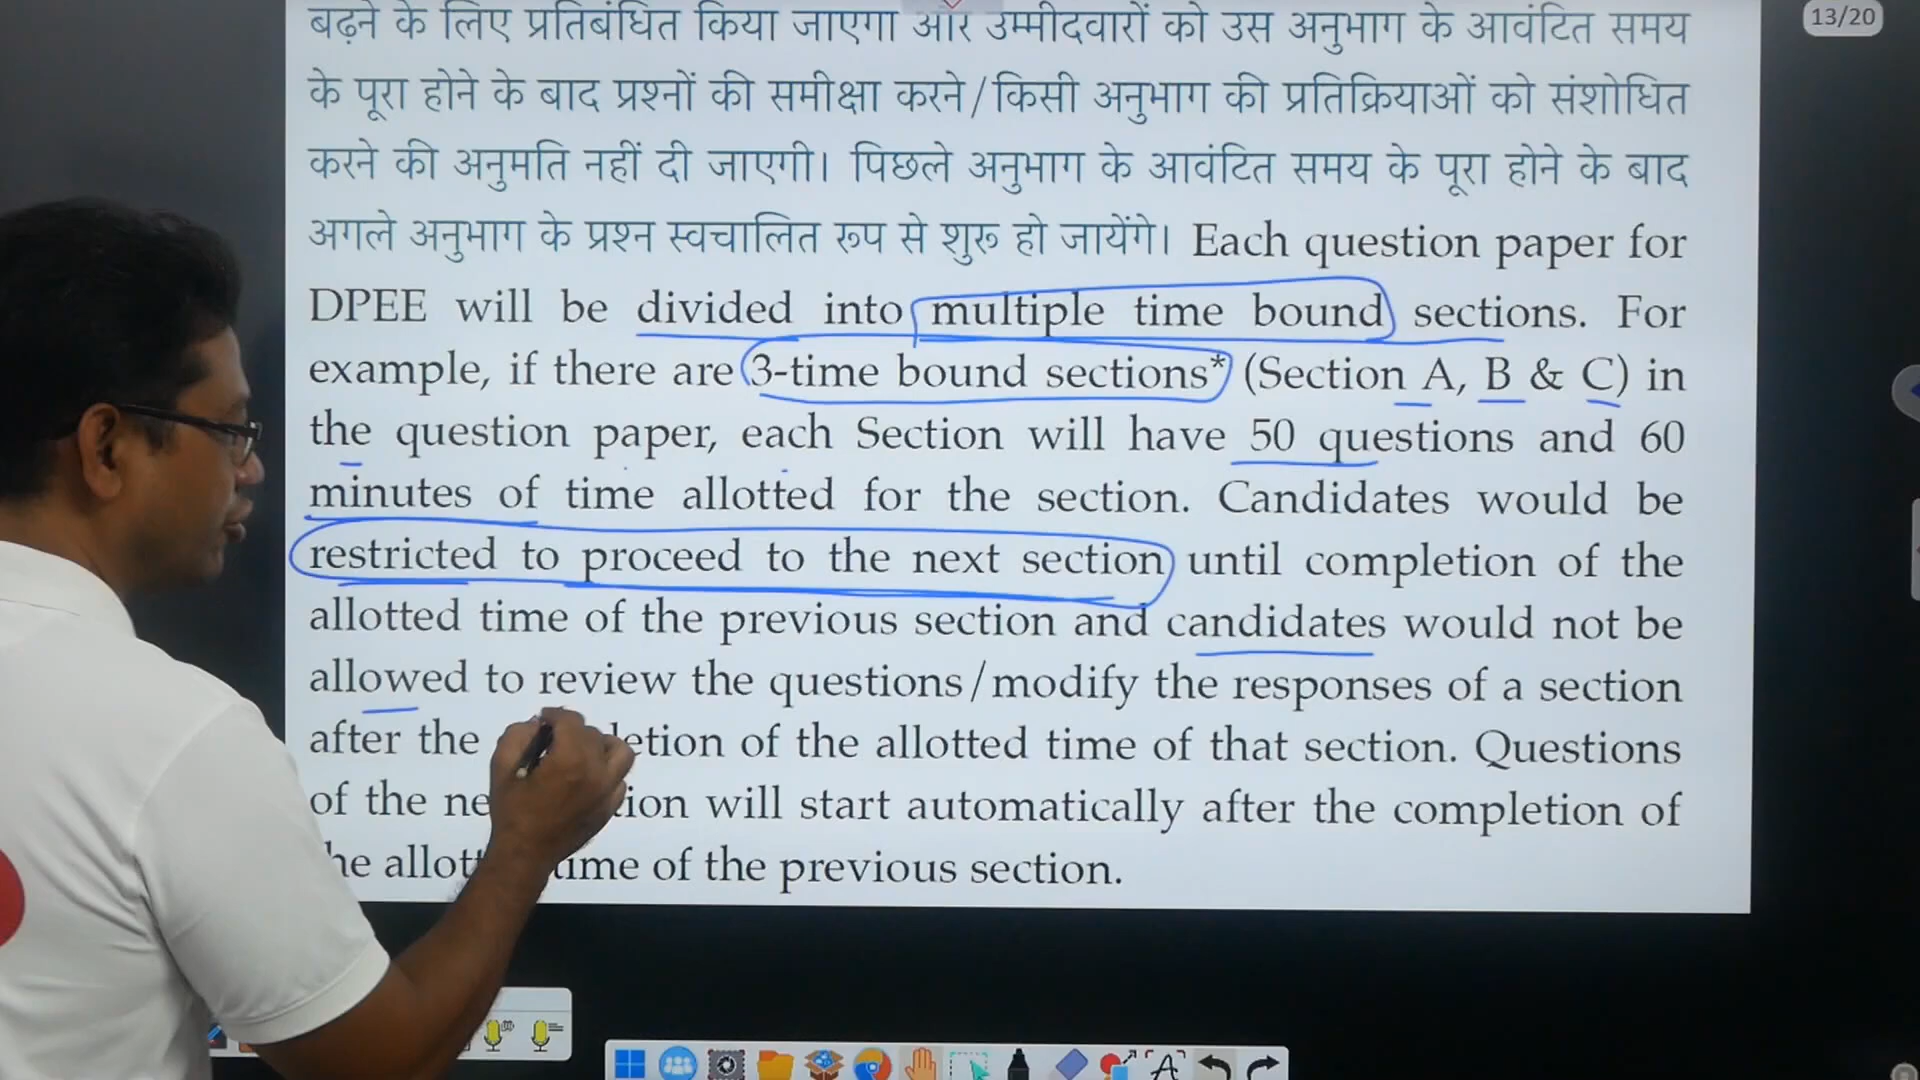 बढ़ने के लिए प्रतिबंधित किया जाएगा और उम्मीदवारों को उस अनुभाग के आवंटित समय
13/20
के पूरा होने के बाद प्रश्नों की समीक्षा करने/किसी अनुभाग की प्रतिक्रियाओं को संशोधित
करने की अनुमति नहीं दी जाएगी। पिछले अनुभाग के आवंटित समय के पूरा होने के बाद
अगले अनुभाग के प्रश्न स्वचालित रूप से शुरू हो जायेंगे। Each question paper for
DPEE will be divided into multiple time bound sections. For
example, if there are 3-time bound sections* (Section A, B & C) in
the question paper, each Section will have 50 questions and 60
minutes of time allotted for the section. Candidates would be
restricted to proceed to the next section until completion of the
allotted time of the previous section and candidates would not be
allowed to review the questions/modify the responses of a section
after the etion of the allotted time of that section. Questions
of the ne ion will start automatically after the completion of
he allott ime of the previous section.